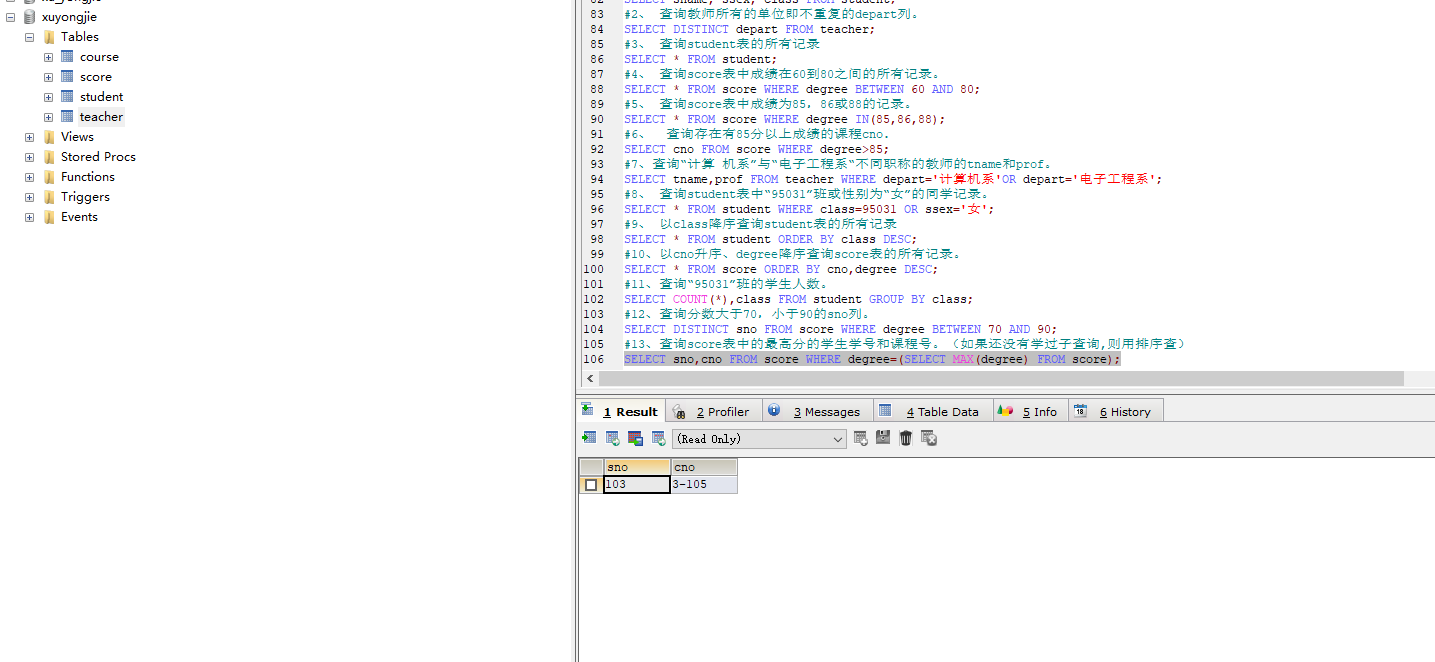 xuyongjie
Tables
course
score
student
teacher
Views
Stored Procs
Functions
Triggers
Events
83 #2、 查询教师所有的单位即不重复的depart列。
84 SELECT DISTINCT depart FROM teacher;
85 #3、 查询student表的所有记录
86 SELECT * FROM student;
87 #4、 查询score表中成绩在60到80之间的所有记录。
88 SELECT * FROM score WHERE degree BETWEEN 60 AND 80;
89 #5、 查询score表中成绩为85，86或88的记录。
90 SELECT * FROM score WHERE degree IN(85,86,88);
91 #6、 查询存在有85分以上成绩的课程cno.
92 SELECT cno FROM score WHERE degree>85;
93 #7、查询“计算 机系”与“电子工程系“不同职称的教师的tname和prof。
94 SELECT tname,prof FROM teacher WHERE depart='计算机系'OR depart='电子工程系';
95 #8、 查询student表中“95031”班或性别为“女”的同学记录。
96 SELECT * FROM student WHERE class=95031 OR ssex='女';
97 #9、 以class降序查询student表的所有记录
98 SELECT * FROM student ORDER BY class DESC;
99 #10、以cno升序、degree降序查询score表的所有记录。
100 SELECT * FROM score ORDER BY cno,degree DESC;
101 #11、查询“95031”班的学生人数。
102 SELECT COUNT(*),class FROM student GROUP BY class;
103 #12、查询分数大于70，小于90的sno列。
104 SELECT DISTINCT sno FROM score WHERE degree BETWEEN 70 AND 90;
105 #13、查询score表中的最高分的学生学号和课程号。（如果还没有学过子查询,则用排序查）
106 SELECT sno,cno FROM score WHERE degree=(SELECT MAX(degree) FROM score);
1 Result 2 Profiler 3 Messages 4 Table Data 5 Info 6 History
(Read Only)
sno cno
103 3-105